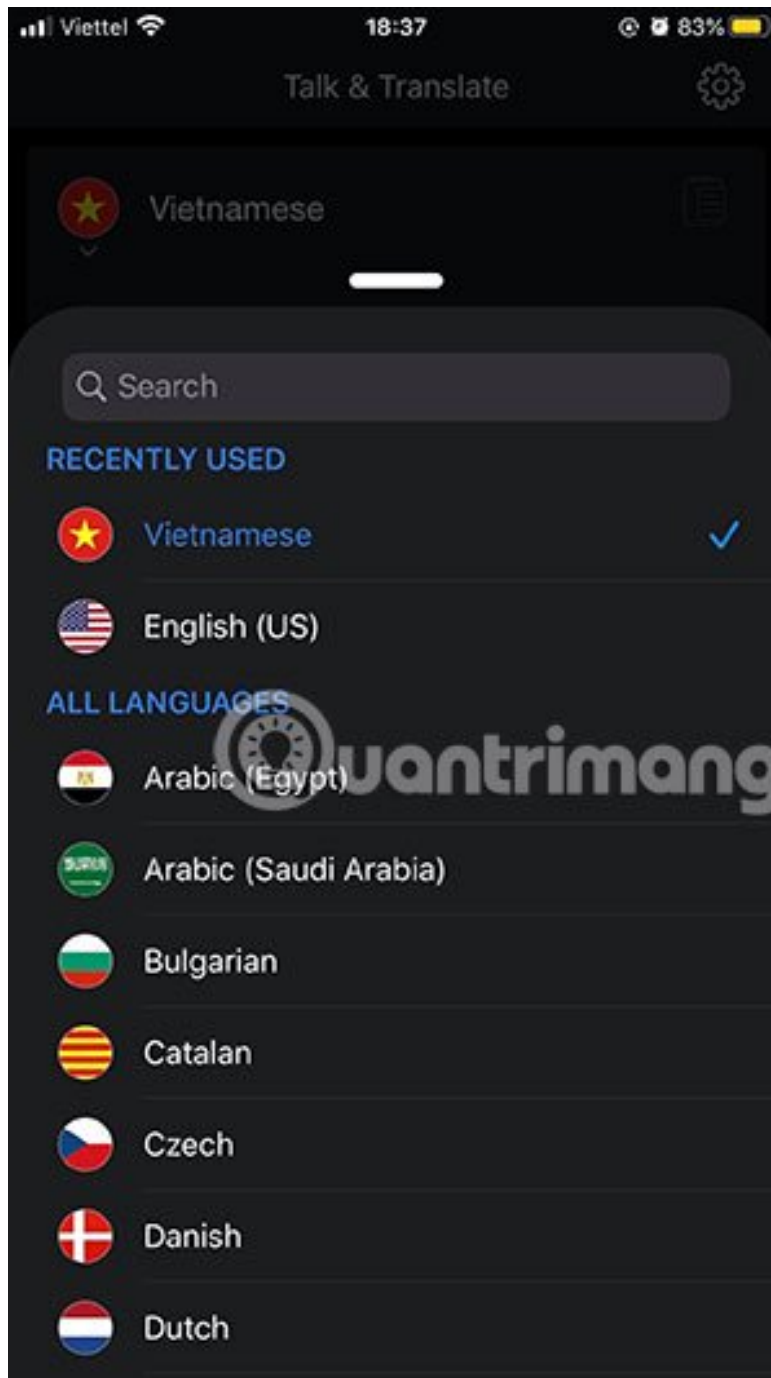 Viettel 18:37 83%
Talk & Translate
Vietnamese
Search
RECENTLY USED
Vietnamese
English (US)
ALL LANGUAGES
Quantrimang
Arabic (Egypt)
Arabic (Saudi Arabia)
Bulgarian
Catalan
Czech
Danish
Dutch